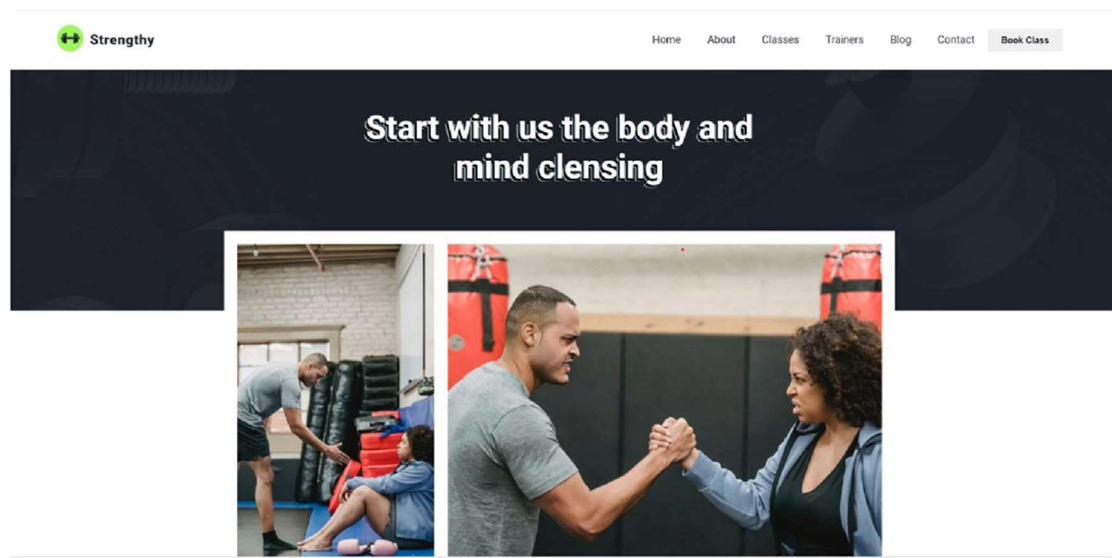 Strengthy
Home About Classes Trainers Blog Contact Book Class
Start with us the body and
mind clensing